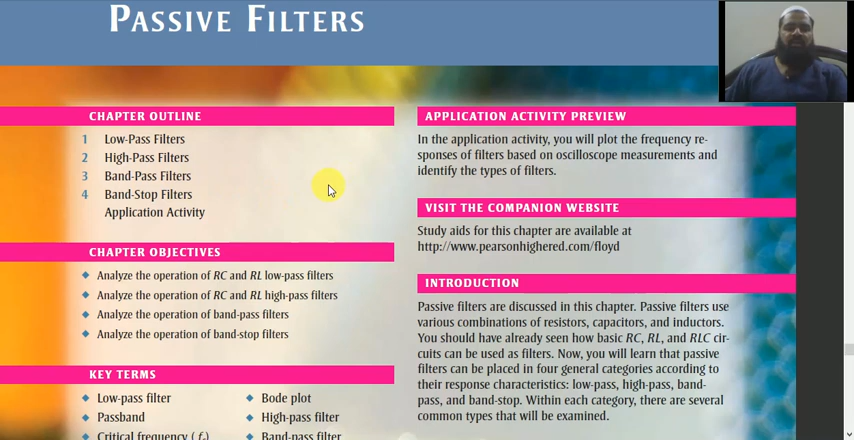 PASSIVE FILTERS
CHAPTER OUTLINE
1 Low-Pass Filters
2 High-Pass Filters
3 Band-Pass Filters
4 Band-Stop Filters
Application Activity
CHAPTER OBJECTIVES
◆ Analyze the operation of RC and RL low-pass filters
◆ Analyze the operation of RC and RL high-pass filters
◆ Analyze the operation of band-pass filters
◆ Analyze the operation of band-stop filters
KEY TERMS
◆ Low-pass filter
◆ Passband
◆ Critical frequency (fc)
◆ Bode plot
◆ High-pass filter
◆ Band-pass filter
APPLICATION ACTIVITY PREVIEW
In the application activity, you will plot the frequency re-
sponses of filters based on oscilloscope measurements and
identify the types of filters.
VISIT THE COMPANION WEBSITE
Study aids for this chapter are available at
http://www.pearsonhighered.com/floyd
INTRODUCTION
Passive filters are discussed in this chapter. Passive filters use
various combinations of resistors, capacitors, and inductors.
You should have already seen how basic RC, RL, and RLC cir-
cuits can be used as filters. Now, you will learn that passive
filters can be placed in four general categories according to
their response characteristics: low-pass, high-pass, band-
pass, and band-stop. Within each category, there are several
common types that will be examined.